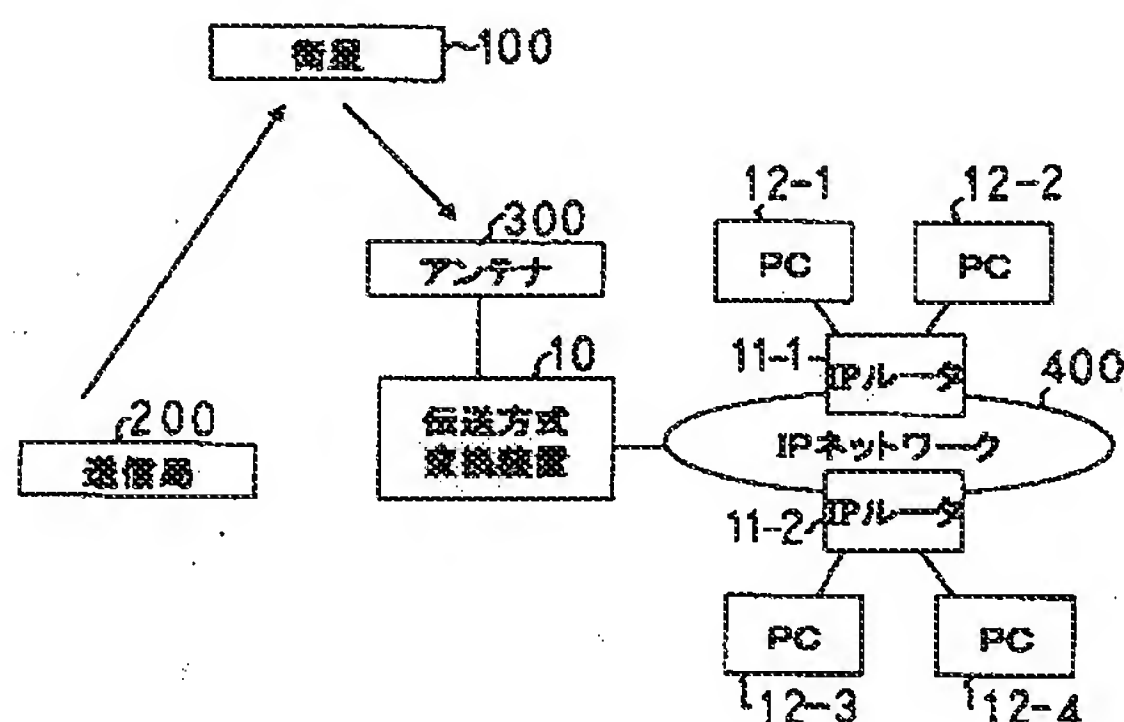 衛星
100
300
アンテナ
10
伝送方式
変換装置
200
送信局
12-1
12-2
PC
PC
11-1
IPルータ
400
IPネットワーク
IPルータ
11-2
PC
PC
12-3
12-4